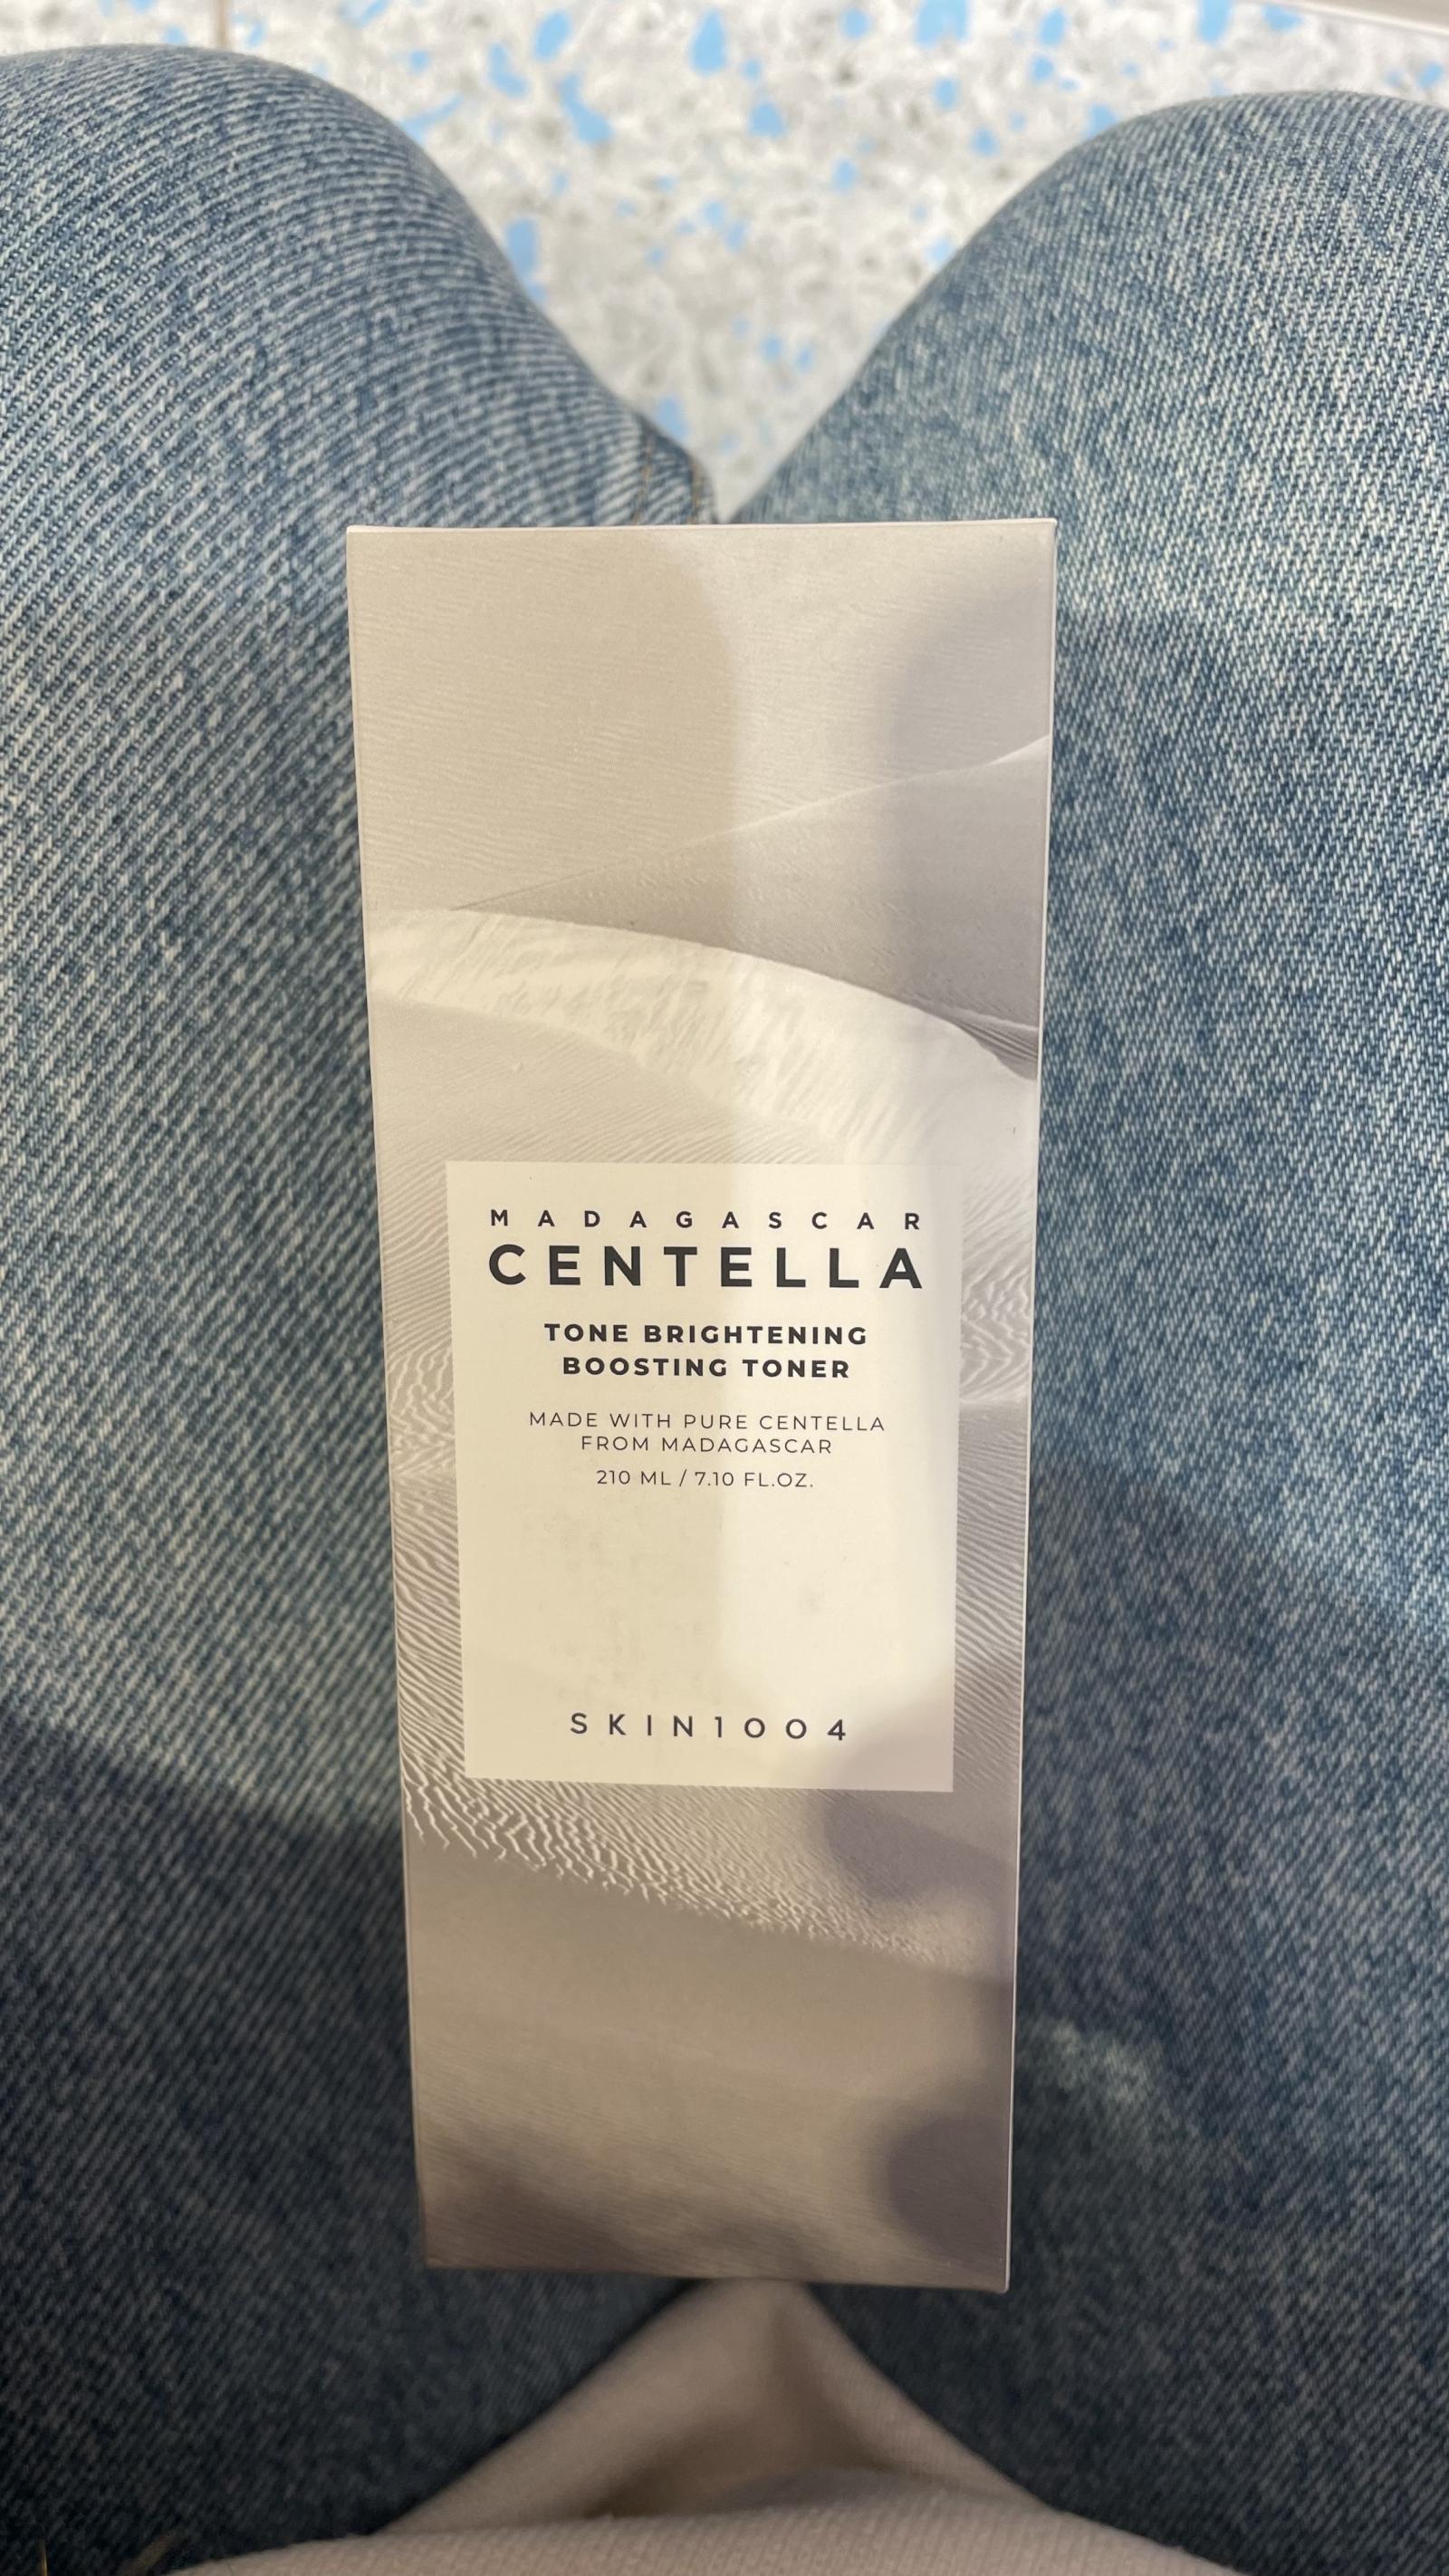 MADAGASCAR
CENTELLA
TONE BRIGHTENING
BOOSTING TONER
MADE WITH PURE CENTELLA
FROM MADAGASCAR
210 ML / 7.10 FL.OZ.
SKIN1004